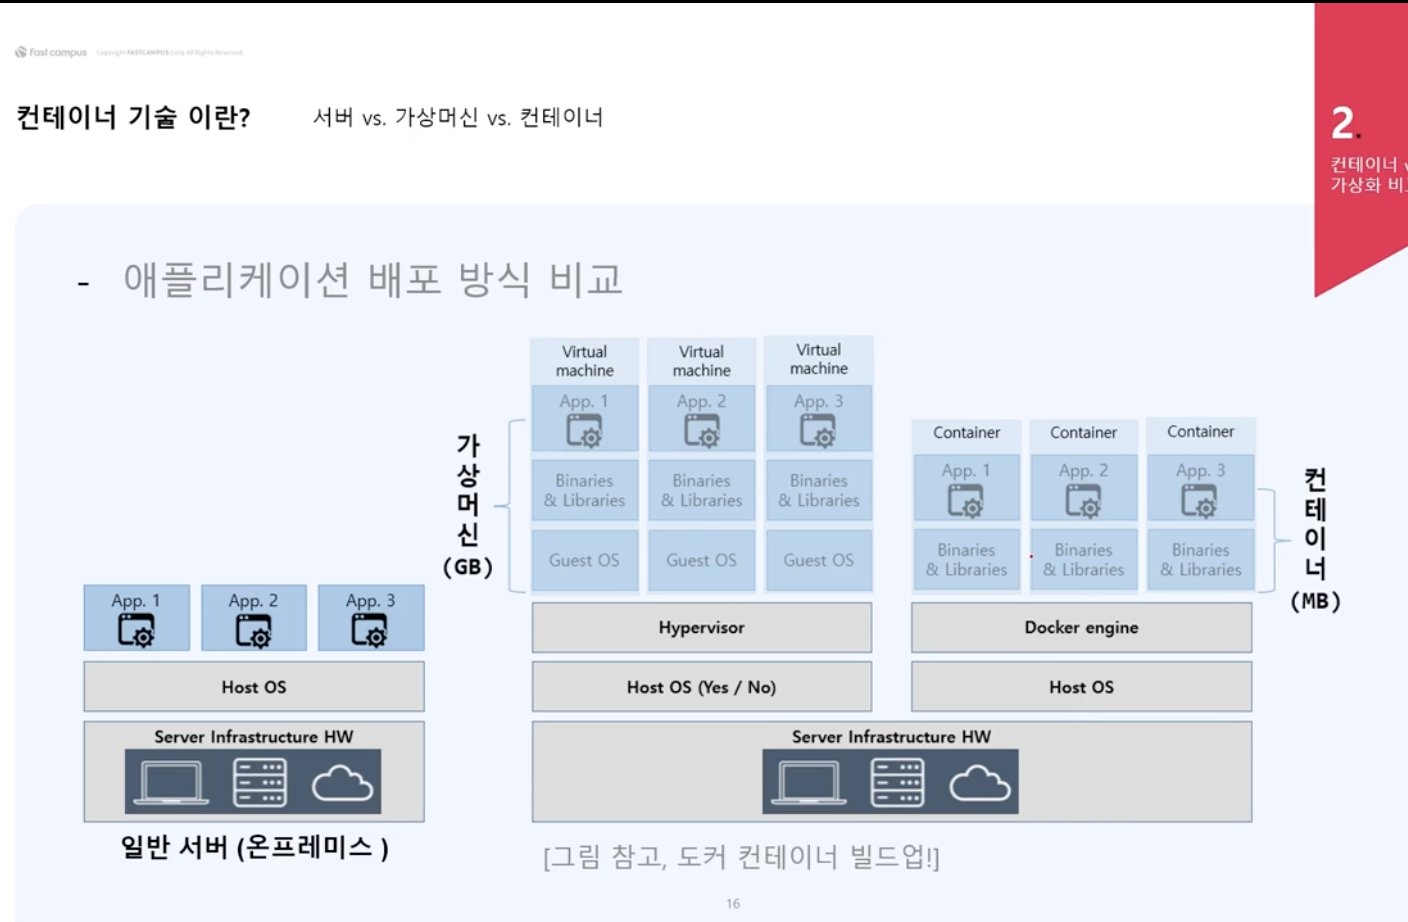 Fast campus Copyright FASTCAMPUS Corp. All Rights Reserved
컨테이너 기술 이란?
서버 vs. 가상머신 vs. 컨테이너
2.
컨테이너 v
가상화 비
- 애플리케이션 배포 방식 비교
App. 1
App. 2
App. 3
Host OS
Server Infrastructure HW
일반 서버 (온프레미스 )
가상머신
(GB)
Virtual
machine
Virtual
machine
Virtual
machine
App. 1
App. 2
App. 3
Binaries
& Libraries
Binaries
& Libraries
Binaries
& Libraries
Guest OS
Guest OS
Guest OS
Hypervisor
Host OS (Yes / No)
Container
Container
Container
App. 1
App. 2
App. 3
Binaries
& Libraries
Binaries
& Libraries
Binaries
& Libraries
Docker engine
Host OS
컨테이너
(MB)
Server Infrastructure HW
[그림 참고, 도커 컨테이너 빌드업!]
16